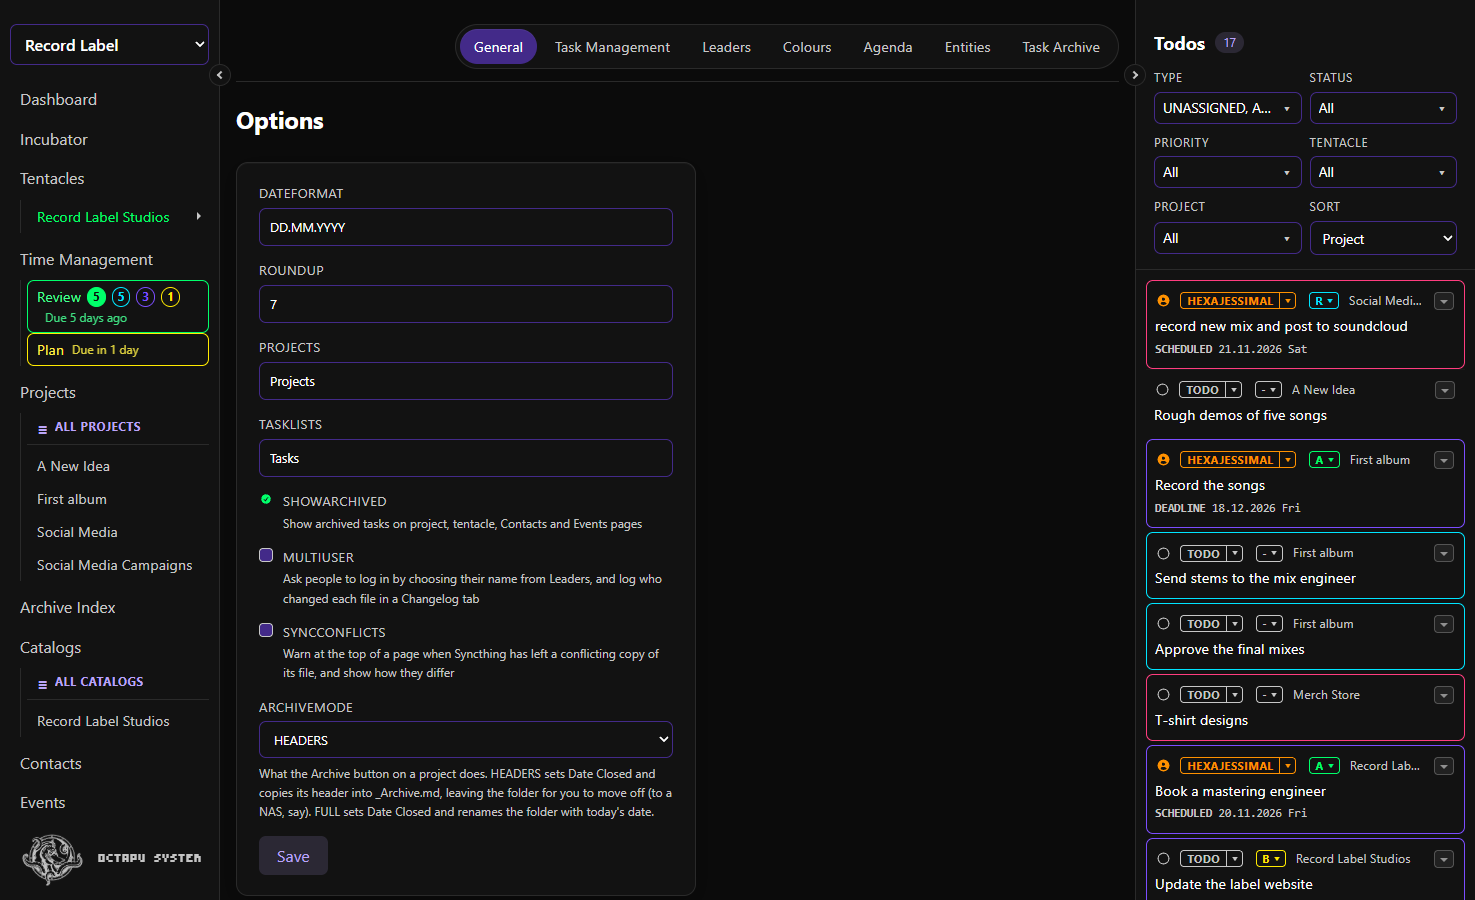 Record Label
Dashboard
Incubator
Tentacles
Record Label Studios
Time Management
Review 5 5 3 1
Due 5 days ago
Plan Due in 1 day
Projects
ALL PROJECTS
A New Idea
First album
Social Media
Social Media Campaigns
Archive Index
Catalogs
ALL CATALOGS
Record Label Studios
Contacts
Events
OCTAPU SYSTEM
General Task Management Leaders Colours Agenda Entities Task Archive
Options
DATEFORMAT
DD.MM.YYYY
ROUNDUP
7
PROJECTS
Projects
TASKLISTS
Tasks
SHOWARCHIVED
Show archived tasks on project, tentacle, Contacts and Events pages
MULTIUSER
Ask people to log in by choosing their name from Leaders, and log who
changed each file in a Changelog tab
SYNCCONFLICTS
Warn at the top of a page when Syncthing has left a conflicting copy of
its file, and show how they differ
ARCHIVEMODE
HEADERS
What the Archive button on a project does. HEADERS sets Date Closed and
copies its header into _Archive.md, leaving the folder for you to move off (to a
NAS, say). FULL sets Date Closed and renames the folder with today's date.
Save
Todos 17
TYPE STATUS
UNASSIGNED, A... All
PRIORITY TENTACLE
All All
PROJECT SORT
All Project
HEXAJESSIMAL R Social Medi...
record new mix and post to soundcloud
SCHEDULED 21.11.2026 Sat
TODO - A New Idea
Rough demos of five songs
HEXAJESSIMAL A First album
Record the songs
DEADLINE 18.12.2026 Fri
TODO - First album
Send stems to the mix engineer
TODO - First album
Approve the final mixes
TODO - Merch Store
T-shirt designs
HEXAJESSIMAL A Record Lab...
Book a mastering engineer
SCHEDULED 20.11.2026 Fri
TODO B Record Label Studios
Update the label website